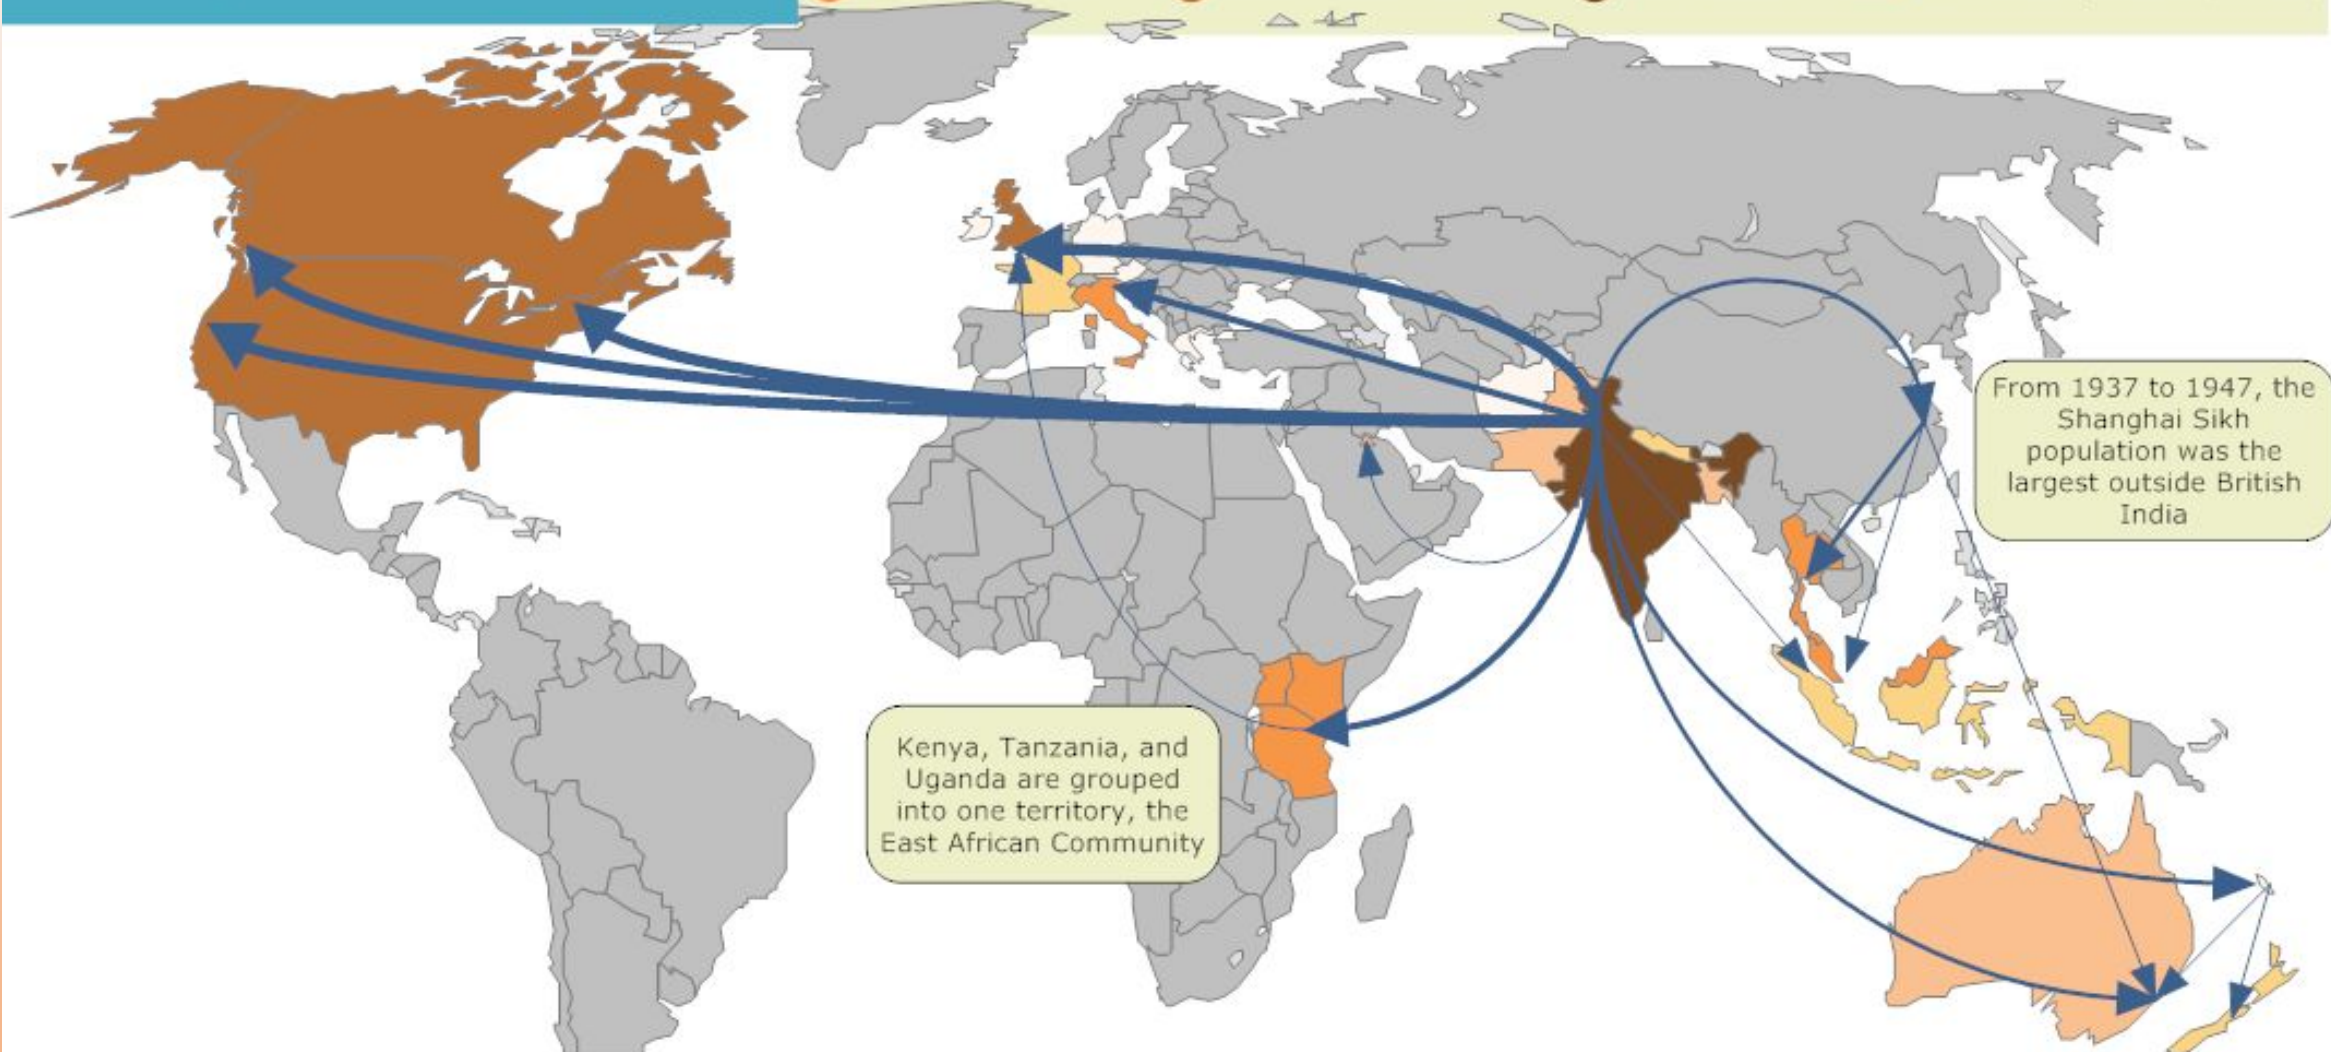 From 1937 to 1947, the
Shanghai Sikh
population was the
largest outside British
India
Kenya, Tanzania, and
Uganda are grouped
into one territory, the
East African Community